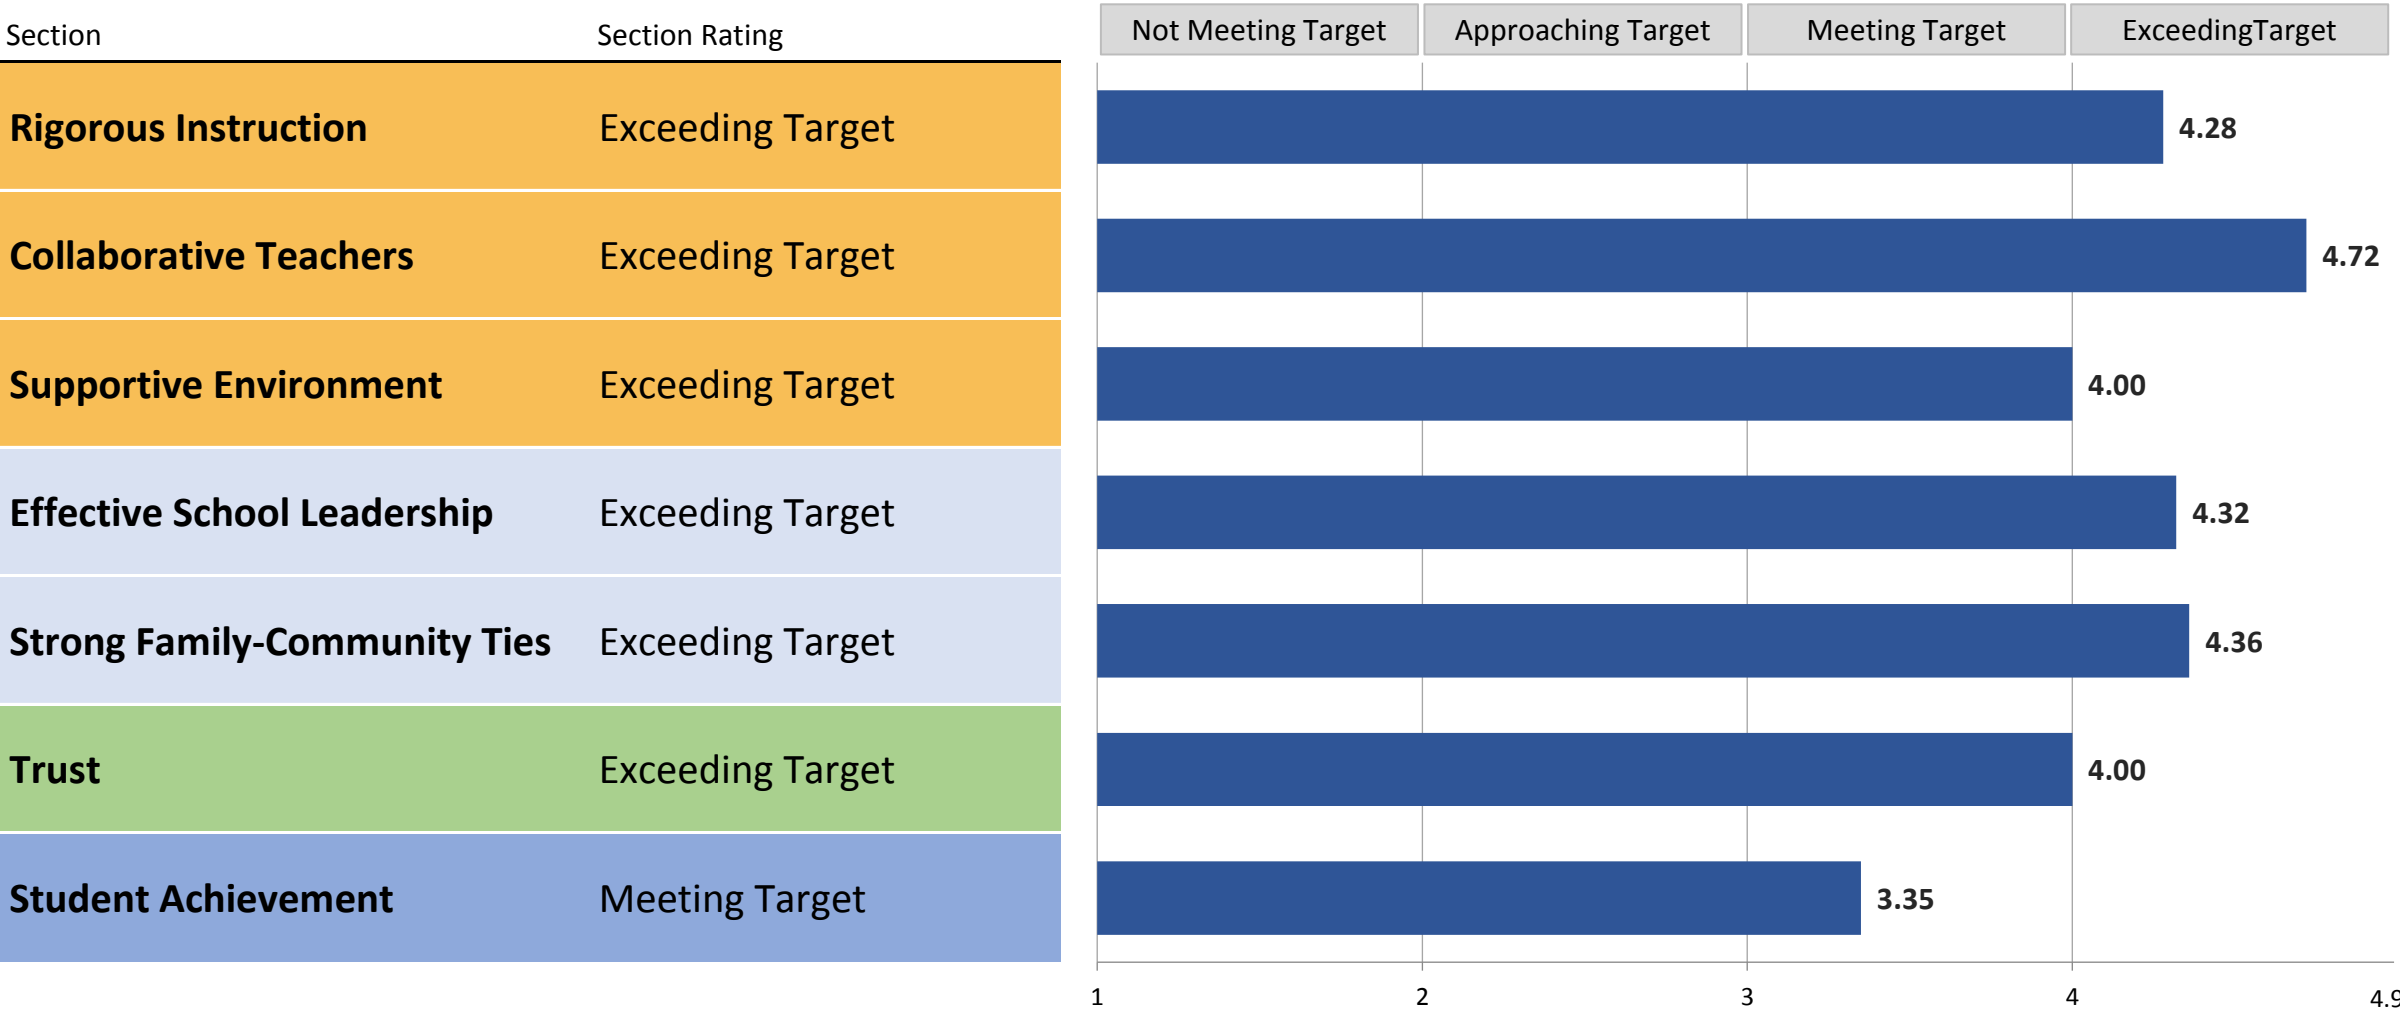 Section Section Rating Not Meeting Target Approaching Target Meeting Target ExceedingTarget
Rigorous Instruction Exceeding Target 4.28
Collaborative Teachers Exceeding Target 4.72
Supportive Environment Exceeding Target 4.00
Effective School Leadership Exceeding Target 4.32
Strong Family-Community Ties Exceeding Target 4.36
Trust Exceeding Target 4.00
Student Achievement Meeting Target 3.35
1 2 3 4 4.9